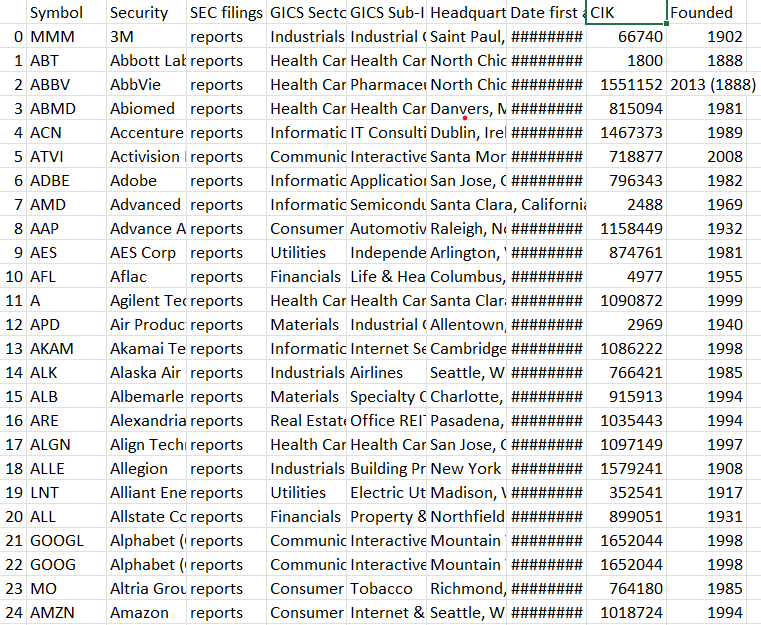 Symbol Security SEC filings GICS Secto GICS Sub-I Headquart Date first a CIK Founded
0 MMM 3M reports Industrials Industrial C Saint Paul, ######## 66740 1902
1 ABT Abbott Lab reports Health Car Health Car North Chic ######## 1800 1888
2 ABBV AbbVie reports Health Car Pharmaceu North Chic ######## 1551152 2013 (1888)
3 ABMD Abiomed reports Health Car Health Car Danvers, M ######## 815094 1981
4 ACN Accenture reports Informatic IT Consulti Dublin, Irel ######## 1467373 1989
5 ATVI Activision reports Communic Interactive Santa Mon ######## 718877 2008
6 ADBE Adobe reports Informatic Application San Jose, C ######## 796343 1982
7 AMD Advanced reports Informatic Semicondu Santa Clara, California 2488 1969
8 AAP Advance A reports Consumer Automotiv Raleigh, No ######## 1158449 1932
9 AES AES Corp reports Utilities Independe Arlington, V ######## 874761 1981
10 AFL Aflac reports Financials Life & Hea Columbus, ######## 4977 1955
11 A Agilent Tec reports Health Car Health Car Santa Clara ######## 1090872 1999
12 APD Air Produc reports Materials Industrial C Allentown, ######## 2969 1940
13 AKAM Akamai Te reports Informatic Internet Se Cambridge ######## 1086222 1998
14 ALK Alaska Air reports Industrials Airlines Seattle, W ######## 766421 1985
15 ALB Albemarle reports Materials Specialty C Charlotte, ######## 915913 1994
16 ARE Alexandria reports Real Estate Office REI Pasadena, ######## 1035443 1994
17 ALGN Align Techn reports Health Car Health Car San Jose, C ######## 1097149 1997
18 ALLE Allegion reports Industrials Building Pr New York ######## 1579241 1908
19 LNT Alliant Ene reports Utilities Electric Ut Madison, W ######## 352541 1917
20 ALL Allstate Co reports Financials Property & Northfield ######## 899051 1931
21 GOOGL Alphabet ( reports Communic Interactive Mountain ######## 1652044 1998
22 GOOG Alphabet ( reports Communic Interactive Mountain ######## 1652044 1998
23 MO Altria Grou reports Consumer Tobacco Richmond, ######## 764180 1985
24 AMZN Amazon reports Consumer Internet & Seattle, W ######## 1018724 1994